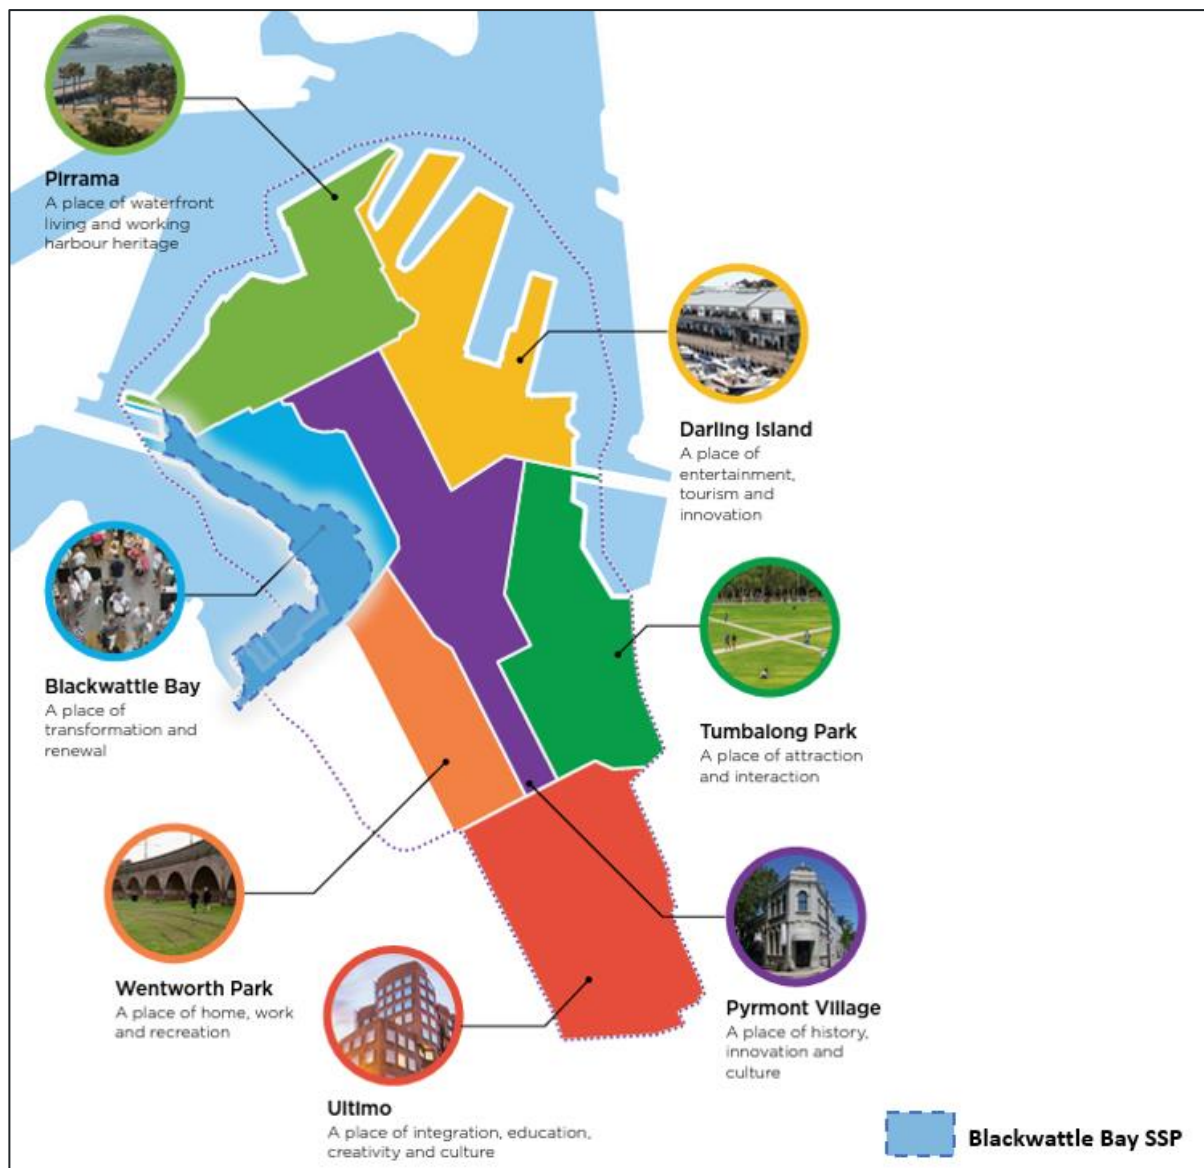 Pirrama
A place of waterfront
living and working
harbour heritage
Darling Island
A place of
entertainment,
tourism and
innovation
Blackwattle Bay
A place of
transformation and
renewal
Tumbalong Park
A place of attraction
and interaction
Wentworth Park
A place of home, work
and recreation
Pyrmont Village
A place of history,
innovation and
culture
Ultimo
A place of integration, education,
creativity and culture
Blackwattle Bay SSP